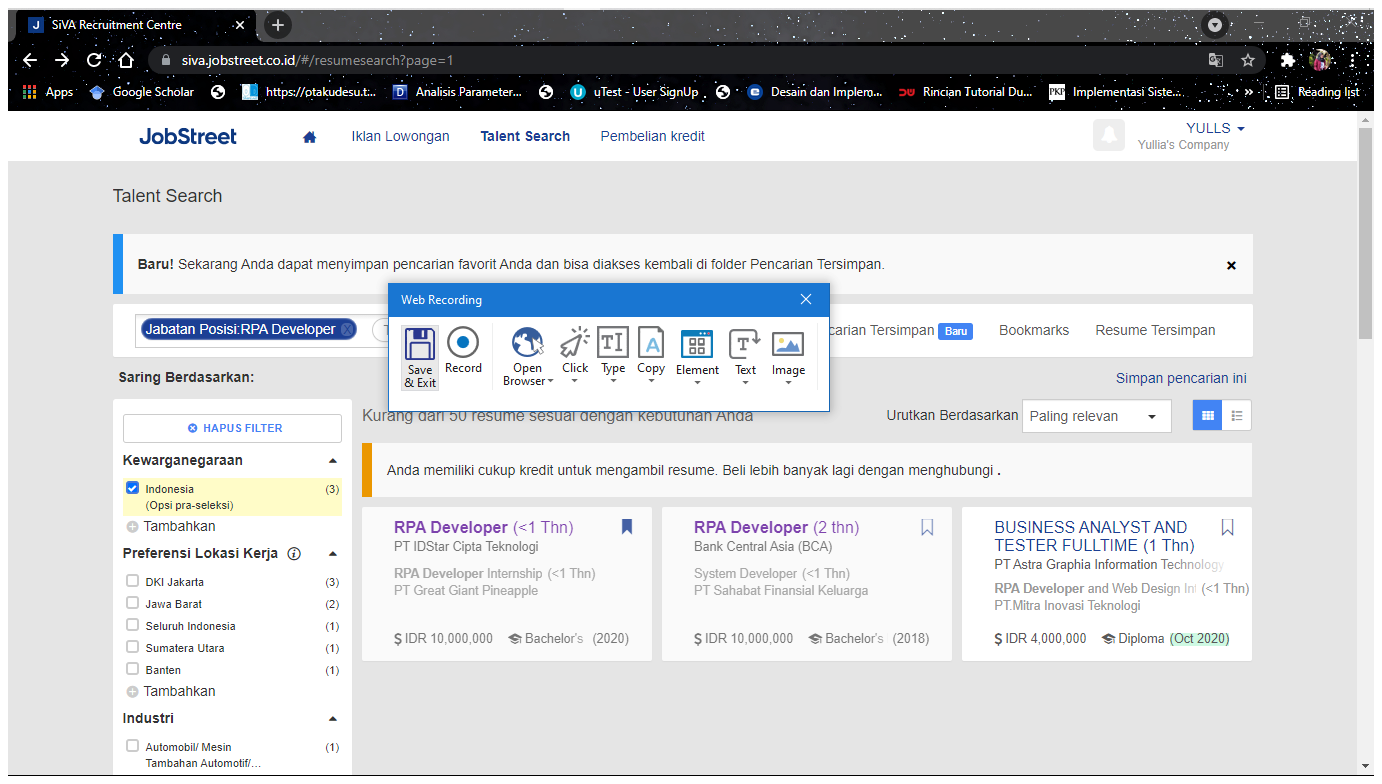 SiVA Recruitment Centre
siva.jobstreet.co.id/#/resumesearch?page=1
Apps Google Scholar https://otakudesu.t:... Analisis Parameter... uTest - User SignUp Desain dan Implem... Rincian Tutorial Du... PKP Implementasi Siste... » Reading list
JobStreet Iklan Lowongan Talent Search Pembelian kredit YULLS
Yullia's Company
Talent Search
Baru! Sekarang Anda dapat menyimpan pencarian favorit Anda dan bisa diakses kembali di folder Pencarian Tersimpan.
Web Recording
Save & Exit Record Open Browser Click Type Copy Element Text Image
Jabatan Posisi:RPA Developer carian Tersimpan Baru Bookmarks Resume Tersimpan
Saring Berdasarkan: Simpan pencarian ini
Kurang dari 50 resume sesuai dengan kebutuhan Anda Urutkan Berdasarkan Paling relevan
HAPUS FILTER
Kewarganegaraan
Indonesia (3)
(Opsi pra-seleksi)
Tambahkan
Preferensi Lokasi Kerja
DKI Jakarta (3)
Jawa Barat (2)
Seluruh Indonesia (1)
Sumatera Utara (1)
Banten (1)
Tambahkan
Industri
Automobil/ Mesin (1)
Tambahan Automotif/...
Anda memiliki cukup kredit untuk mengambil resume. Beli lebih banyak lagi dengan menghubungi .
RPA Developer (<1 Thn)
PT IDStar Cipta Teknologi
RPA Developer Internship (<1 Thn)
PT Great Giant Pineapple
$ IDR 10,000,000 Bachelor's (2020)
RPA Developer (2 thn)
Bank Central Asia (BCA)
System Developer (<1 Thn)
PT Sahabat Finansial Keluarga
$ IDR 10,000,000 Bachelor's (2018)
BUSINESS ANALYST AND
TESTER FULLTIME (1 Thn)
PT Astra Graphia Information Technology
RPA Developer and Web Design Int (<1 Thn)
PT.Mitra Inovasi Teknologi
$ IDR 4,000,000 Diploma (Oct 2020)